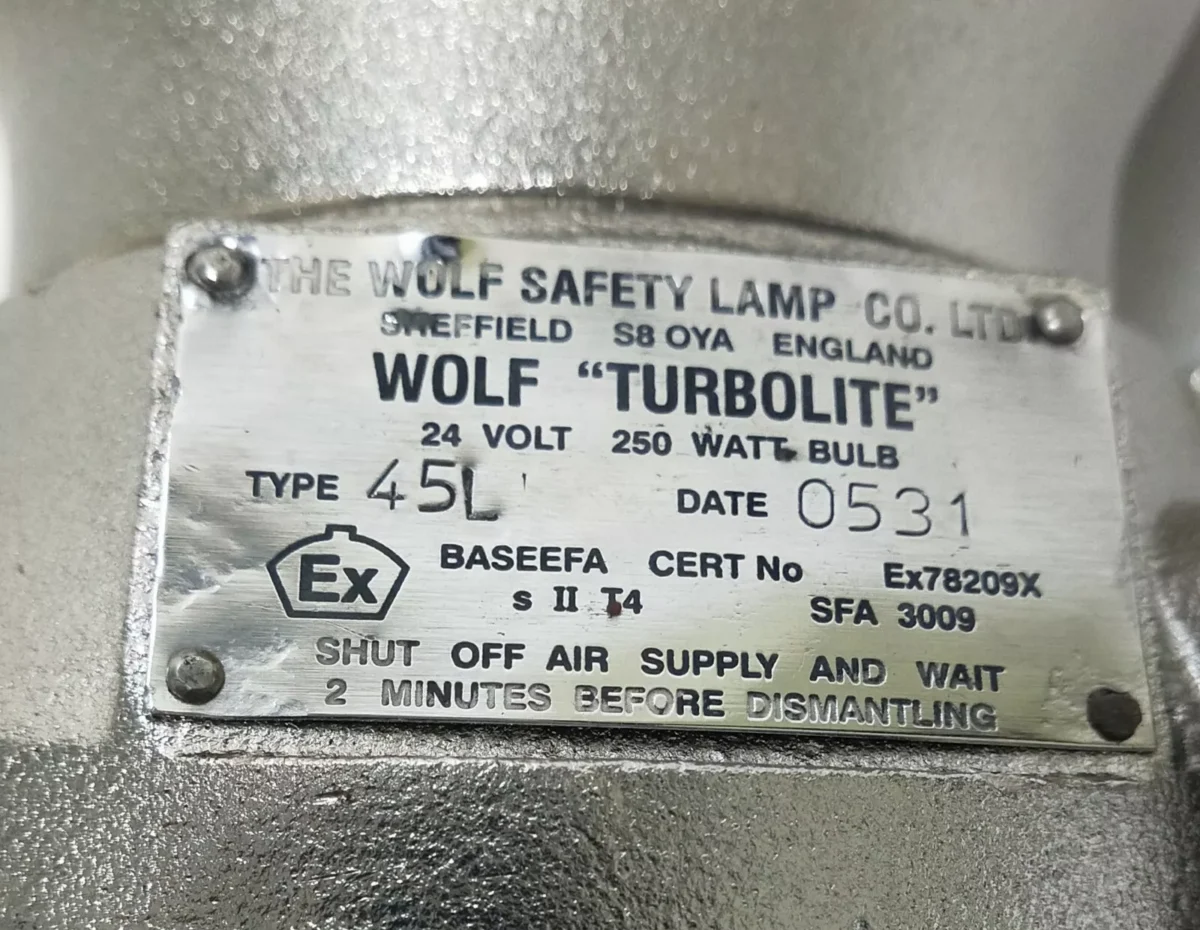 THE WOLF SAFETY LAMP CO. LTD.
SHEFFIELD S8 OYA ENGLAND
WOLF “TURBOLITE”
24 VOLT 250 WATT BULB
TYPE 45L DATE 0531
Ex BASEEFA CERT No Ex78209X
s II T4 SFA 3009
SHUT OFF AIR SUPPLY AND WAIT
2 MINUTES BEFORE DISMANTLING